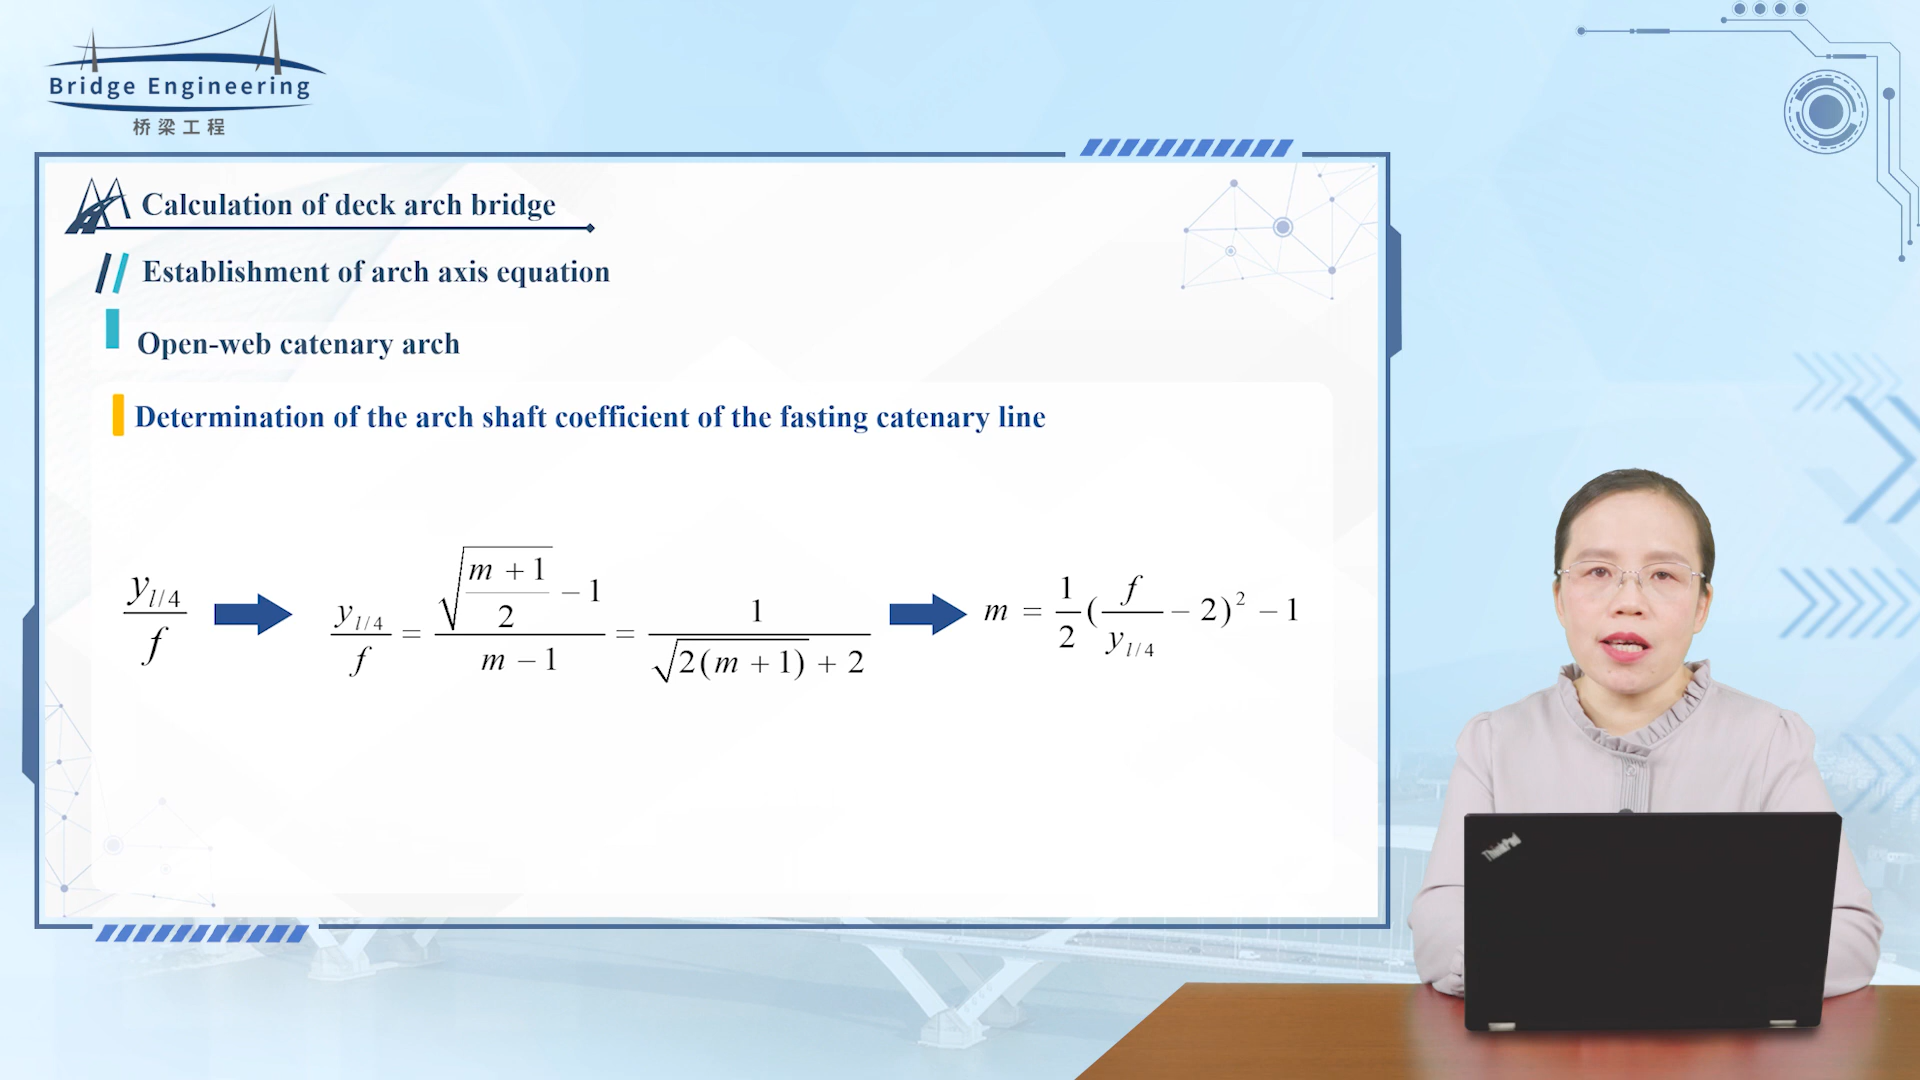 Bridge Engineering
桥梁工程
Calculation of deck arch bridge
Establishment of arch axis equation
Open-web catenary arch
Determination of the arch shaft coefficient of the fasting catenary line
y_{l/4}/f
y_{l/4}/f = (√((m+1)/2) − 1)/(m − 1) = 1/(√(2(m+1)) + 2)
m = 1/2(f/y_{l/4} − 2)² − 1
ThinkPad